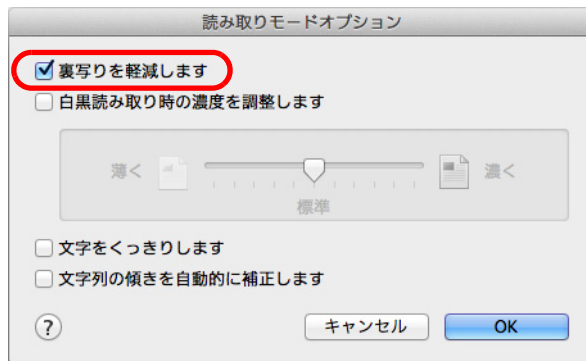 読み取りモードオプション
裏写りを軽減します
白黒読み取り時の濃度を調整します
薄く 濃く
標準
文字をくっきりします
文字列の傾きを自動的に補正します
? キャンセル OK